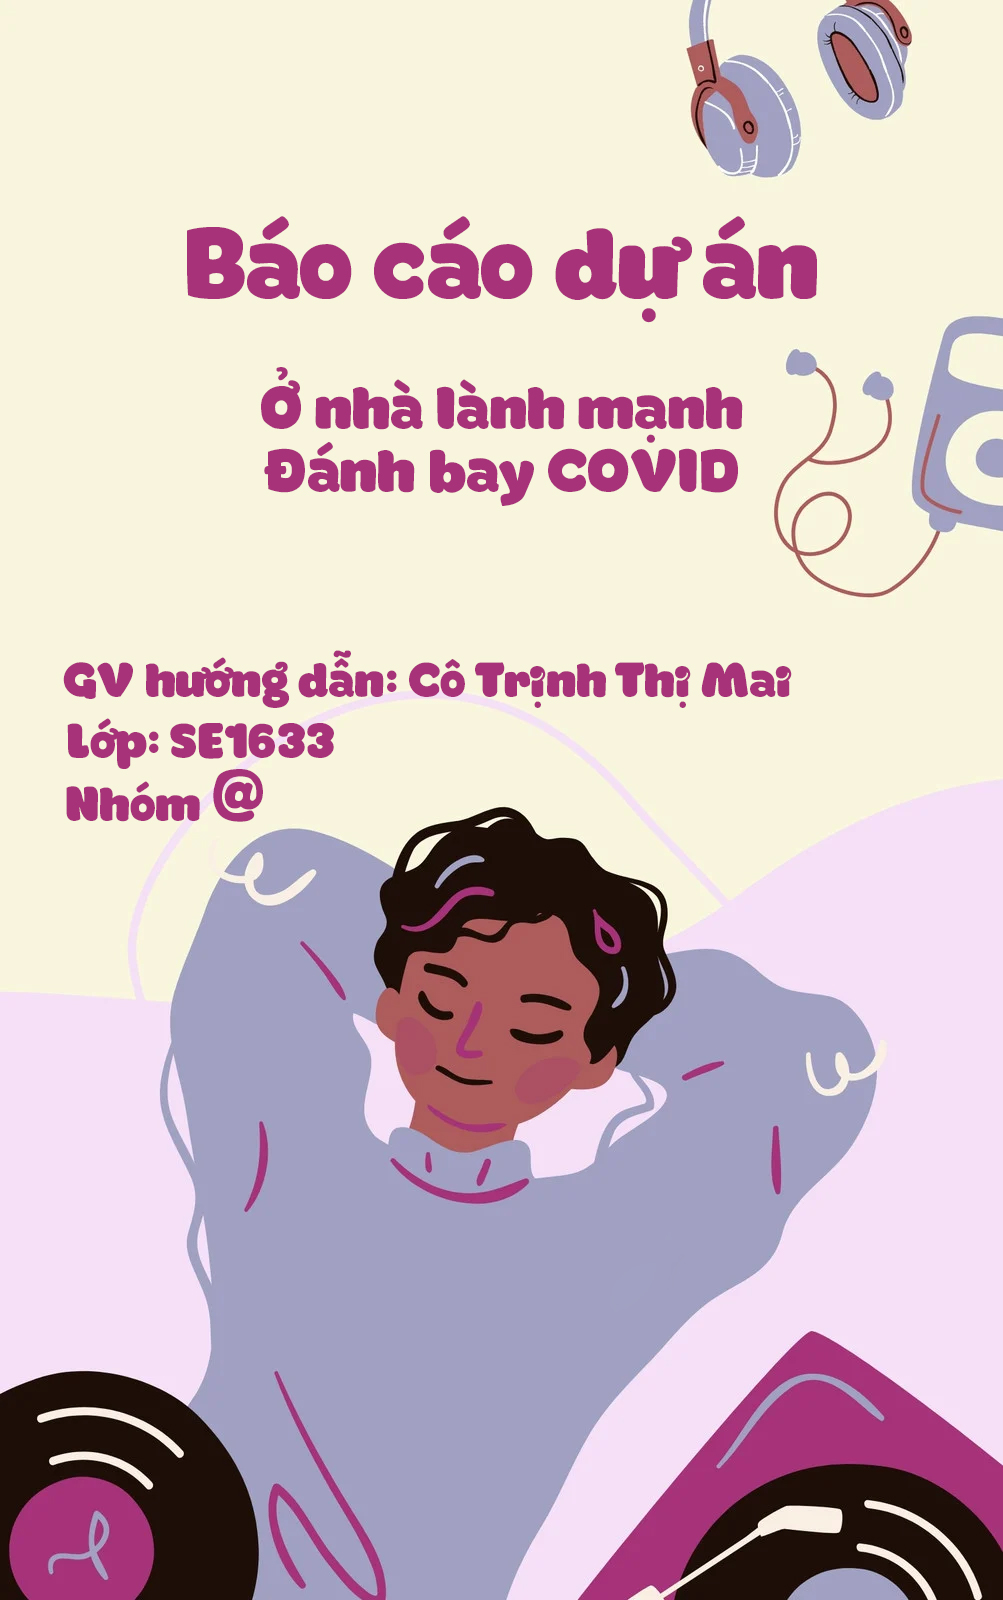 Báo cáo dự án
Ở nhà lành mạnh
Đánh bay COVID
GV hướng dẫn: Cô Trịnh Thị Mai
Lớp: SE1633
Nhóm @